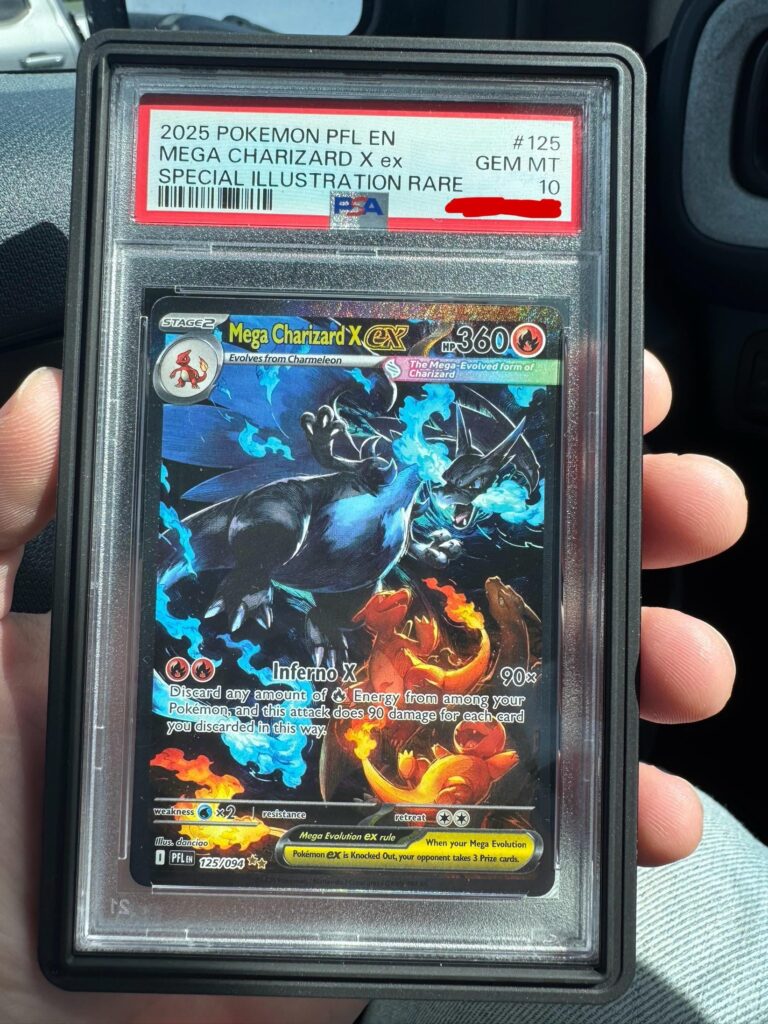 2025 POKEMON PFL EN #125
MEGA CHARIZARD X ex GEM MT
SPECIAL ILLUSTRATION RARE 10
PSA
STAGE2 Mega Charizard X ex HP 360
Evolves from Charmeleon
The Mega-Evolved form of
Charizard
Inferno X 90×
Discard any amount of Energy from among your
Pokémon, and this attack does 90 damage for each card
you discarded in this way.
weakness ×2 resistance retreat
Mega Evolution ex rule
When your Mega Evolution
Pokémon ex is Knocked Out, your opponent takes 3 Prize cards.
Illus. danciao
PFL EN 125/094